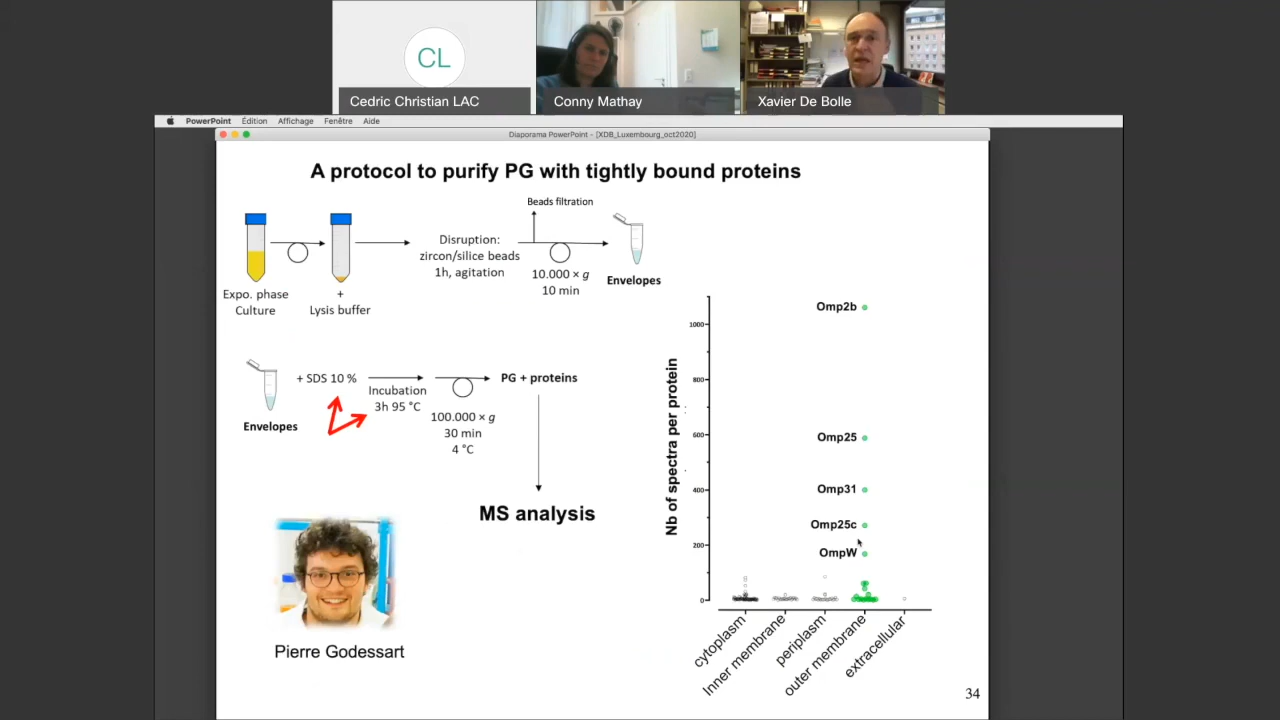 CL
Cedric Christian LAC
Conny Mathay
Xavier De Bolle
PowerPoint Édition Affichage Fenêtre Aide
Diaporama PowerPoint - [XDB_Luxembourg_oct2020]
A protocol to purify PG with tightly bound proteins
Beads filtration
Disruption:
zircon/silice beads
1h, agitation
10.000 × g
10 min
Envelopes
Expo. phase
Culture
+
Lysis buffer
+ SDS 10 %
Incubation
3h 95 °C
PG + proteins
100.000 × g
30 min
4 °C
Envelopes
MS analysis
Pierre Godessart
Nb of spectra per protein
1000
800
600
400
200
0
Omp2b
Omp25
Omp31
Omp25c
OmpW
cytoplasm
Inner membrane
periplasm
outer membrane
extracellular
34